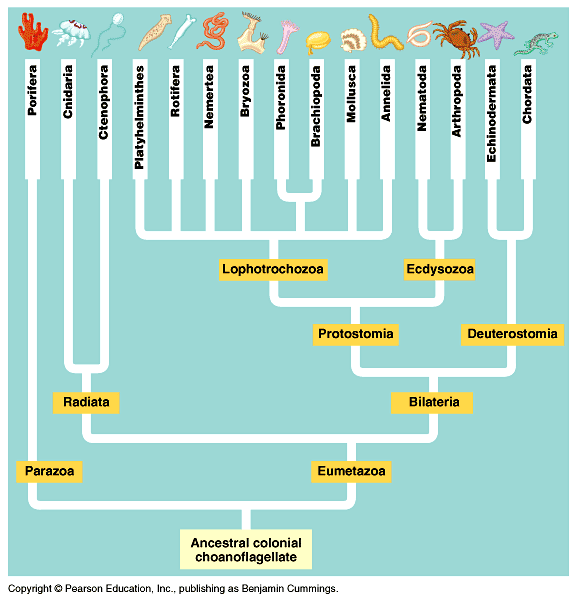 Porifera
Cnidaria
Ctenophora
Platyhelminthes
Rotifera
Nemertea
Bryozoa
Phoronida
Brachiopoda
Mollusca
Annelida
Nematoda
Arthropoda
Echinodermata
Chordata
Lophotrochozoa
Ecdysozoa
Protostomia
Deuterostomia
Radiata
Bilateria
Parazoa
Eumetazoa
Ancestral colonial
choanoflagellate
Copyright © Pearson Education, Inc., publishing as Benjamin Cummings.